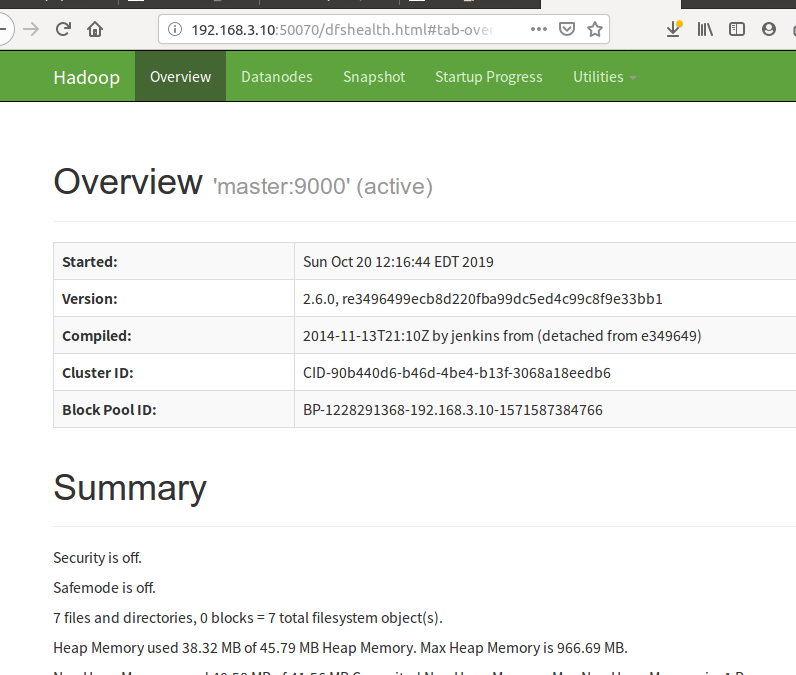 192.168.3.10:50070/dfshealth.html#tab-over
Hadoop Overview Datanodes Snapshot Startup Progress Utilities
Overview 'master:9000' (active)
Started: Sun Oct 20 12:16:44 EDT 2019
Version: 2.6.0, re3496499ecb8d220fba99dc5ed4c99c8f9e33bb1
Compiled: 2014-11-13T21:10Z by jenkins from (detached from e349649)
Cluster ID: CID-90b440d6-b46d-4be4-b13f-3068a18eedb6
Block Pool ID: BP-1228291368-192.168.3.10-1571587384766
Summary
Security is off.
Safemode is off.
7 files and directories, 0 blocks = 7 total filesystem object(s).
Heap Memory used 38.32 MB of 45.79 MB Heap Memory. Max Heap Memory is 966.69 MB.